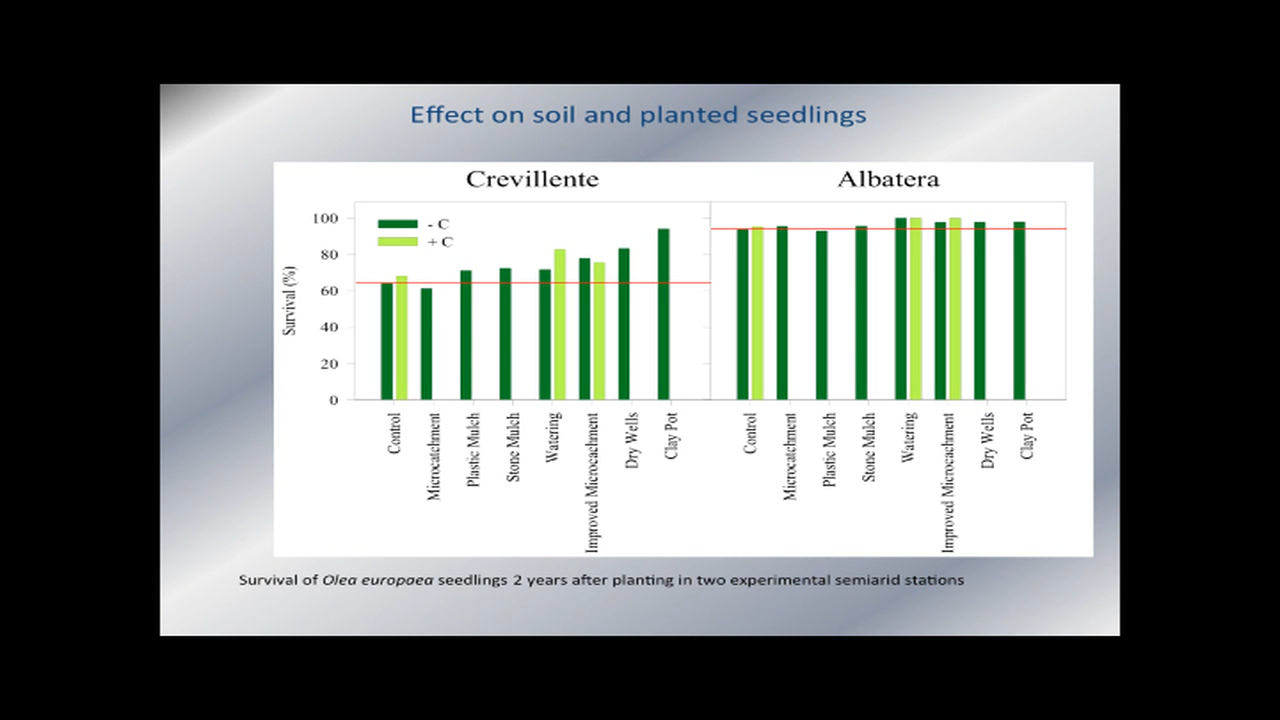 Effect on soil and planted seedlings
Crevillente
Albatera
- C
+ C
Survival (%)
100
80
60
40
20
0
Control
Microcatchment
Plastic Mulch
Stone Mulch
Watering
Improved Microcachment
Dry Wells
Clay Pot
Control
Microcatchment
Plastic Mulch
Stone Mulch
Watering
Improved Microcachment
Dry Wells
Clay Pot
Survival of Olea europaea seedlings 2 years after planting in two experimental semiarid stations